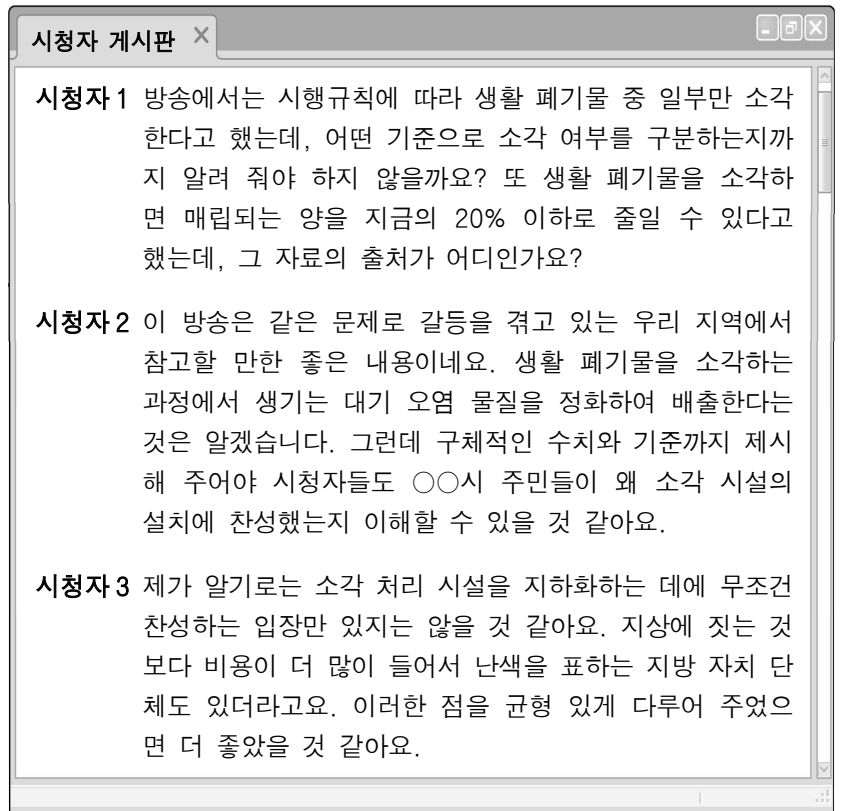 시청자 게시판
시청자 1 방송에서는 시행규칙에 따라 생활 폐기물 중 일부만 소각
한다고 했는데, 어떤 기준으로 소각 여부를 구분하는지까
지 알려 줘야 하지 않을까요? 또 생활 폐기물을 소각하
면 매립되는 양을 지금의 20% 이하로 줄일 수 있다고
했는데, 그 자료의 출처가 어디인가요?
시청자 2 이 방송은 같은 문제로 갈등을 겪고 있는 우리 지역에서
참고할 만한 좋은 내용이네요. 생활 폐기물을 소각하는
과정에서 생기는 대기 오염 물질을 정화하여 배출한다는
것은 알겠습니다. 그런데 구체적인 수치와 기준까지 제시
해 주어야 시청자들도 ○○시 주민들이 왜 소각 시설의
설치에 찬성했는지 이해할 수 있을 것 같아요.
시청자 3 제가 알기로는 소각 처리 시설을 지하화하는 데에 무조건
찬성하는 입장만 있지는 않을 것 같아요. 지상에 짓는 것
보다 비용이 더 많이 들어서 난색을 표하는 지방 자치 단
체도 있더라고요. 이러한 점을 균형 있게 다루어 주었으
면 더 좋았을 것 같아요.